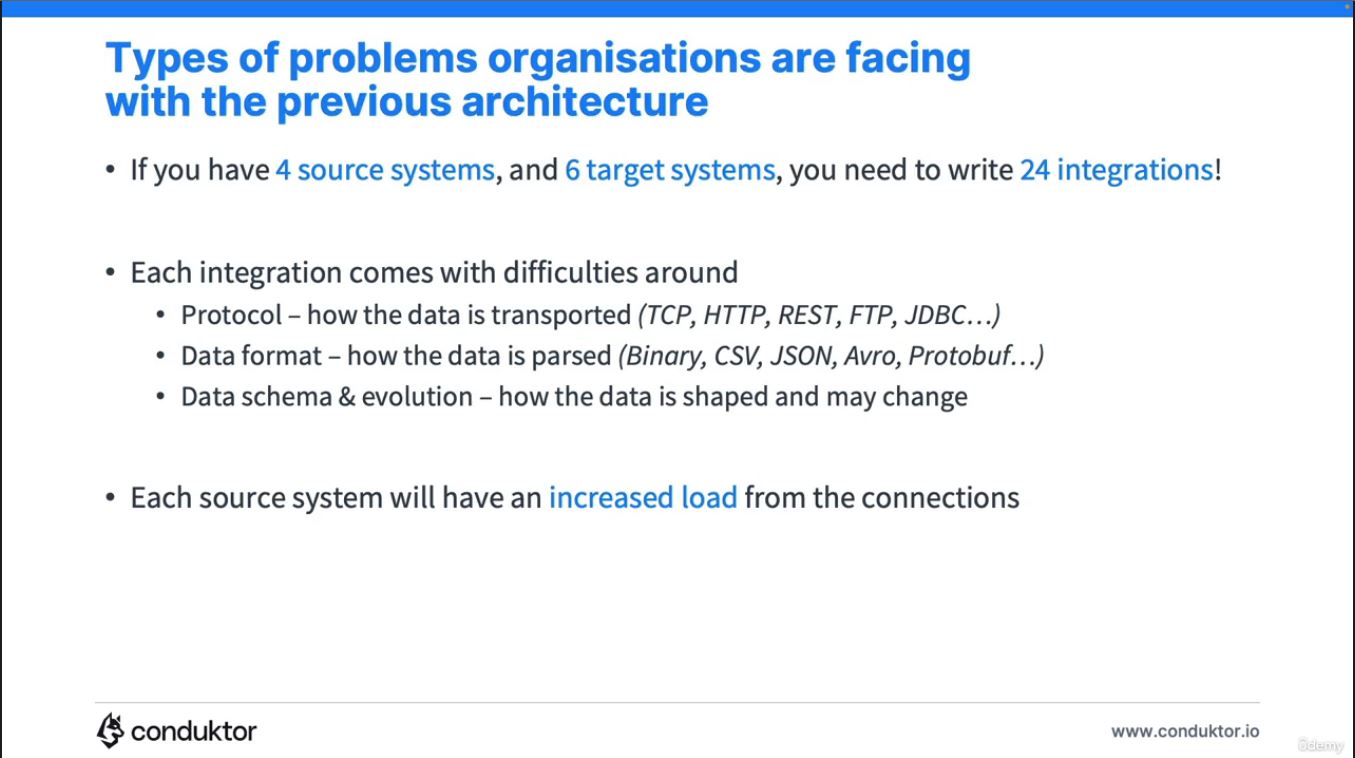 Types of problems organisations are facing
with the previous architecture
• If you have 4 source systems, and 6 target systems, you need to write 24 integrations!
• Each integration comes with difficulties around
• Protocol – how the data is transported (TCP, HTTP, REST, FTP, JDBC…)
• Data format – how the data is parsed (Binary, CSV, JSON, Avro, Protobuf…)
• Data schema & evolution – how the data is shaped and may change
• Each source system will have an increased load from the connections
conduktor
www.conduktor.io
ûdemy